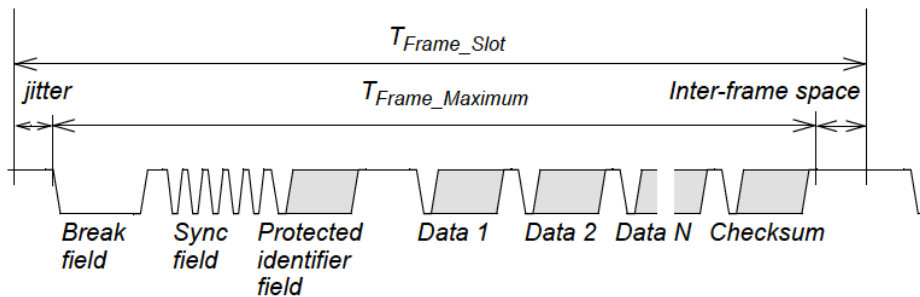 T_Frame_Slot
jitter
T_Frame_Maximum
Inter-frame space
Break
field
Sync
field
Protected
identifier
field
Data 1
Data 2
Data N
Checksum